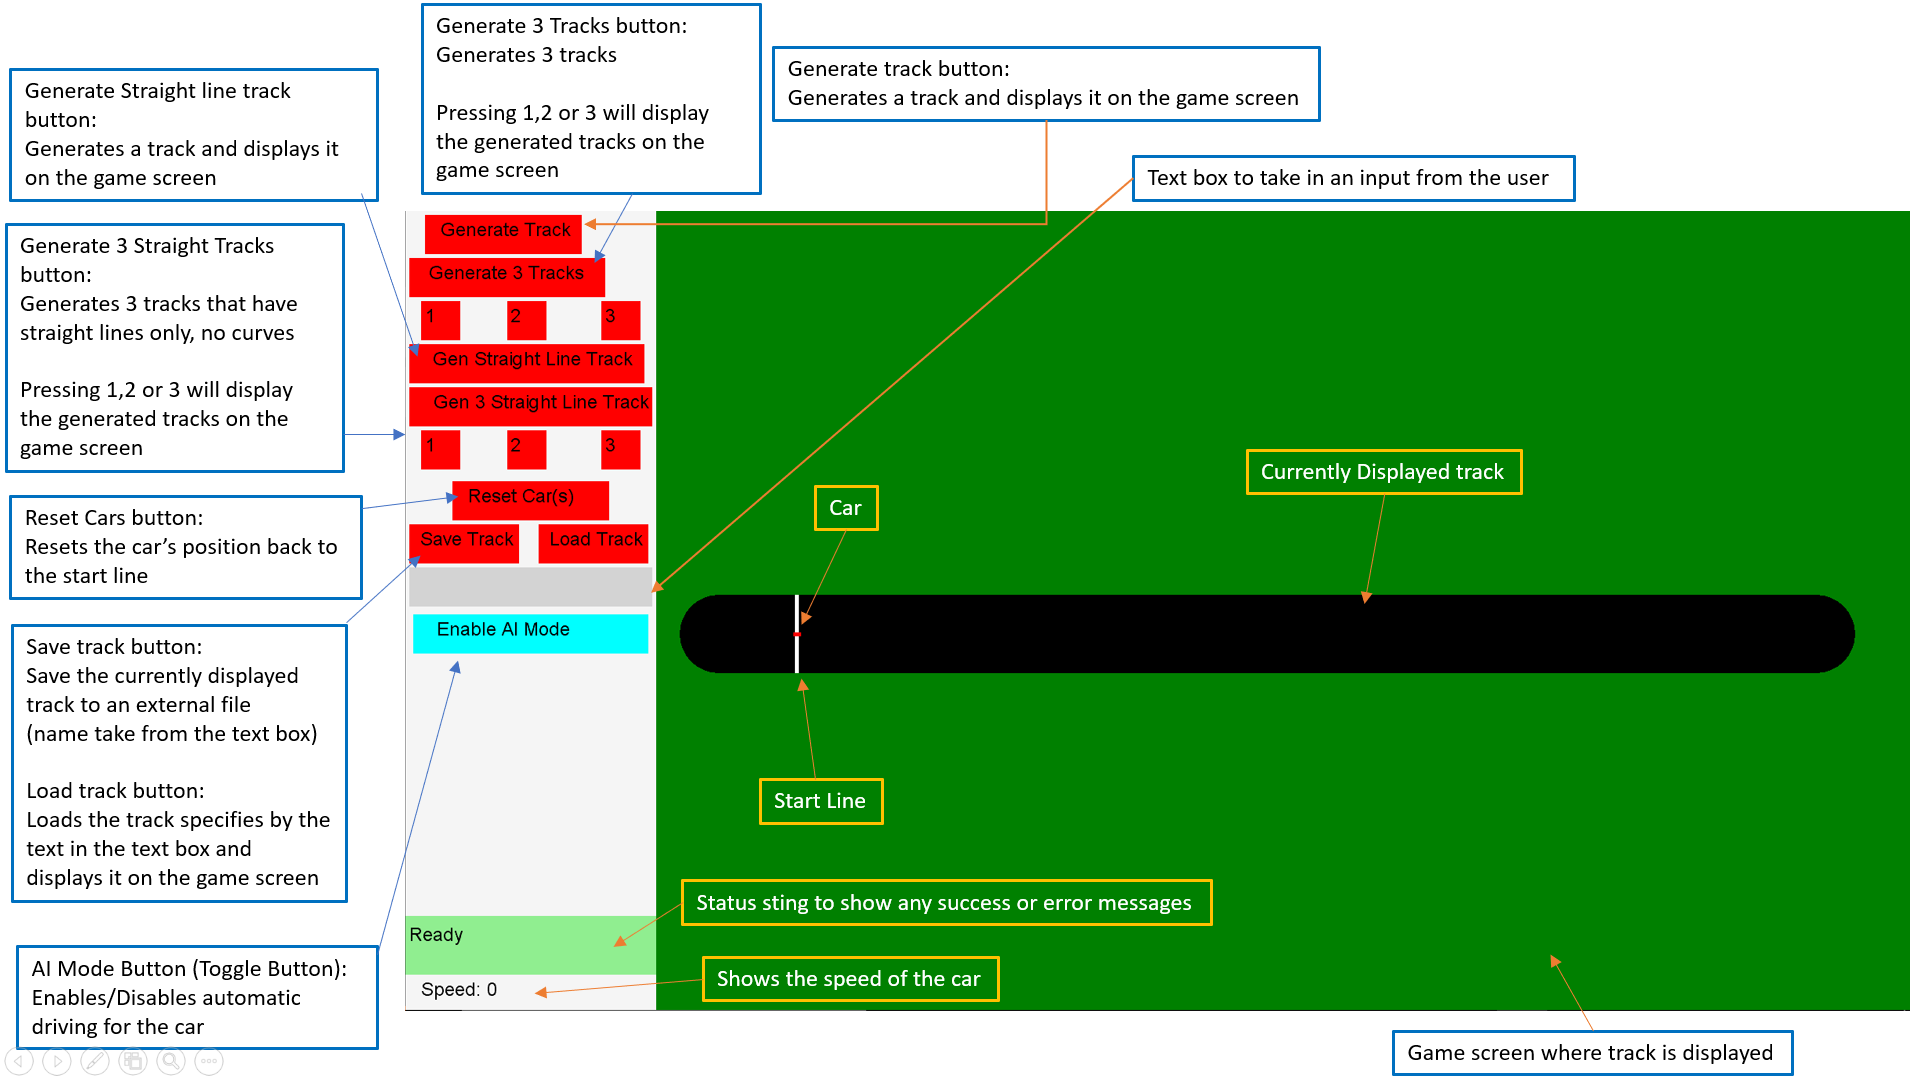 Generate 3 Tracks button:
Generates 3 tracks
Pressing 1,2 or 3 will display
the generated tracks on the
game screen
Generate track button:
Generates a track and displays it on the game screen
Generate Straight line track
button:
Generates a track and displays it
on the game screen
Text box to take in an input from the user
Generate 3 Straight Tracks
button:
Generates 3 tracks that have
straight lines only, no curves
Pressing 1,2 or 3 will display
the generated tracks on the
game screen
Reset Cars button:
Resets the car’s position back to
the start line
Save track button:
Save the currently displayed
track to an external file
(name take from the text box)
Load track button:
Loads the track specifies by the
text in the text box and
displays it on the game screen
AI Mode Button (Toggle Button):
Enables/Disables automatic
driving for the car
Generate Track
Generate 3 Tracks
1 2 3
Gen Straight Line Track
Gen 3 Straight Line Track
1 2 3
Reset Car(s)
Save Track Load Track
Enable AI Mode
Ready
Speed: 0
Currently Displayed track
Car
Start Line
Status sting to show any success or error messages
Shows the speed of the car
Game screen where track is displayed